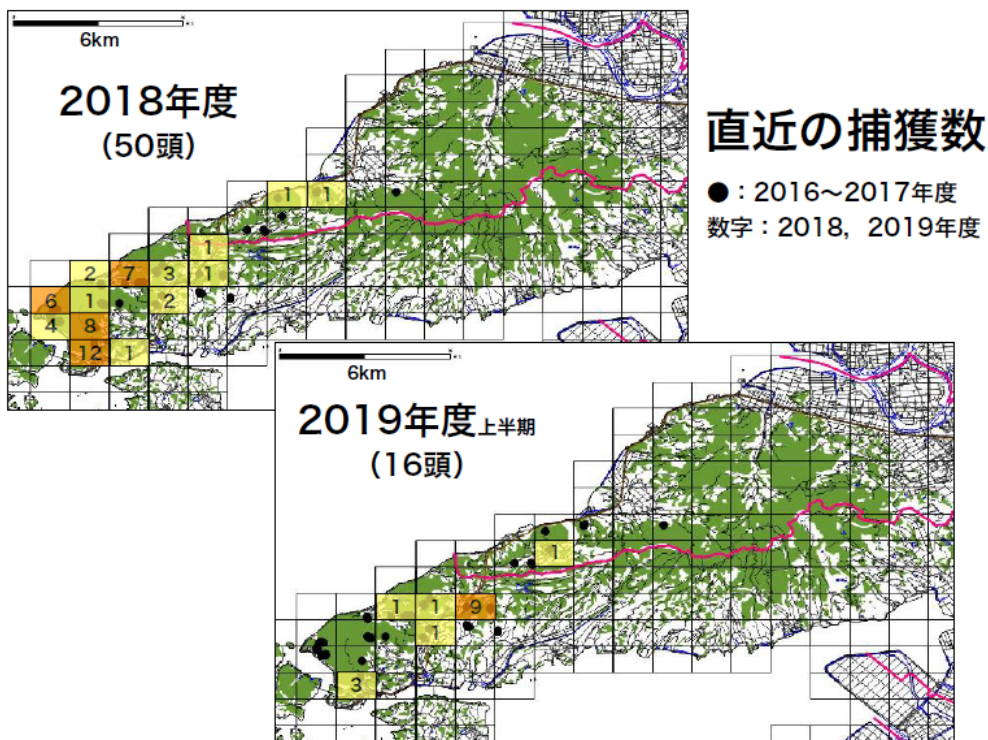 6km
2018年度
(50頭)
1 1
1
2 7 3 1
6 1 2
4 8
12 1
直近の捕獲数
●：2016〜2017年度
数字：2018，2019年度
6km
2019年度上半期
(16頭)
1
1 1 9
1
3